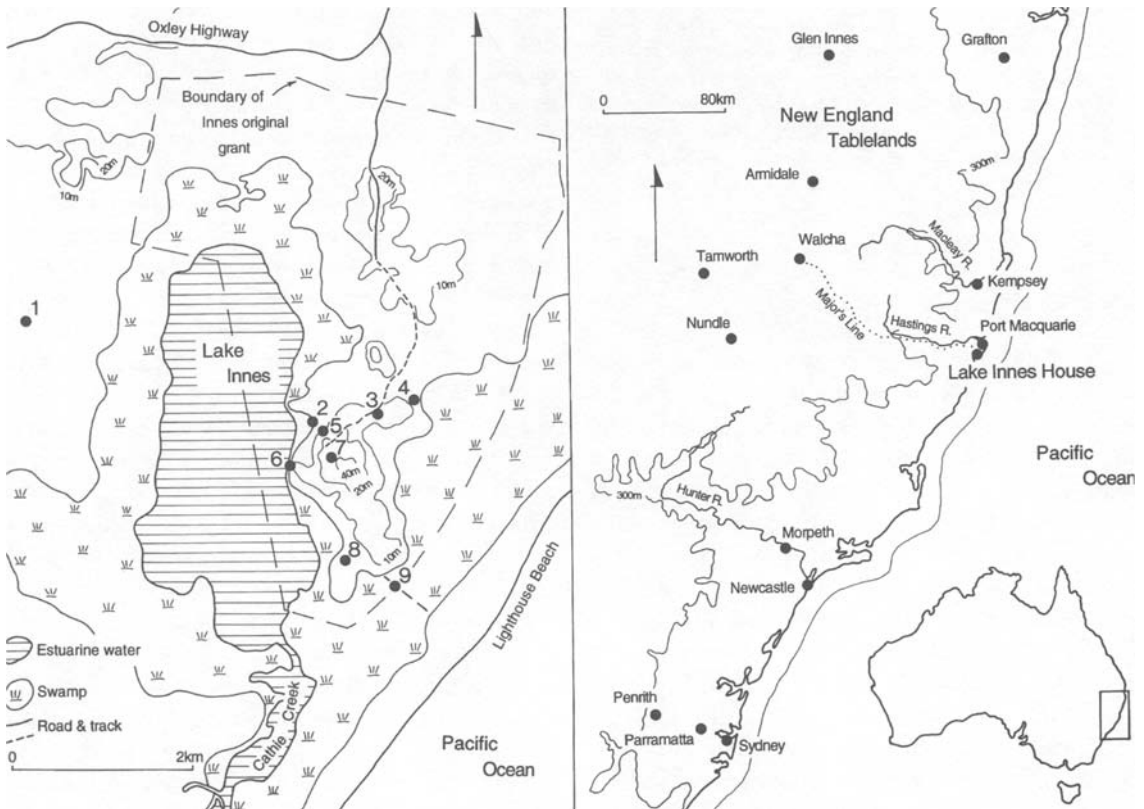 Oxley Highway
Boundary of
Innes original
grant
20m
10m
20m
10m
1
Lake
Innes
2
3
4
5
6
7
40m
20m
8
10m
9
Lighthouse Beach
Estuarine water
Swamp
Road & track
0 2km
Cathie Creek
Pacific
Ocean
Glen Innes
Grafton
0 80km
New England
Tablelands
300m
Armidale
Walcha
Macleay R.
Tamworth
Kempsey
Major's Line
Hastings R.
Port Macquarie
Nundle
Lake Innes House
Pacific
Ocean
300m
Hunter R.
Morpeth
Newcastle
Penrith
Parramatta
Sydney